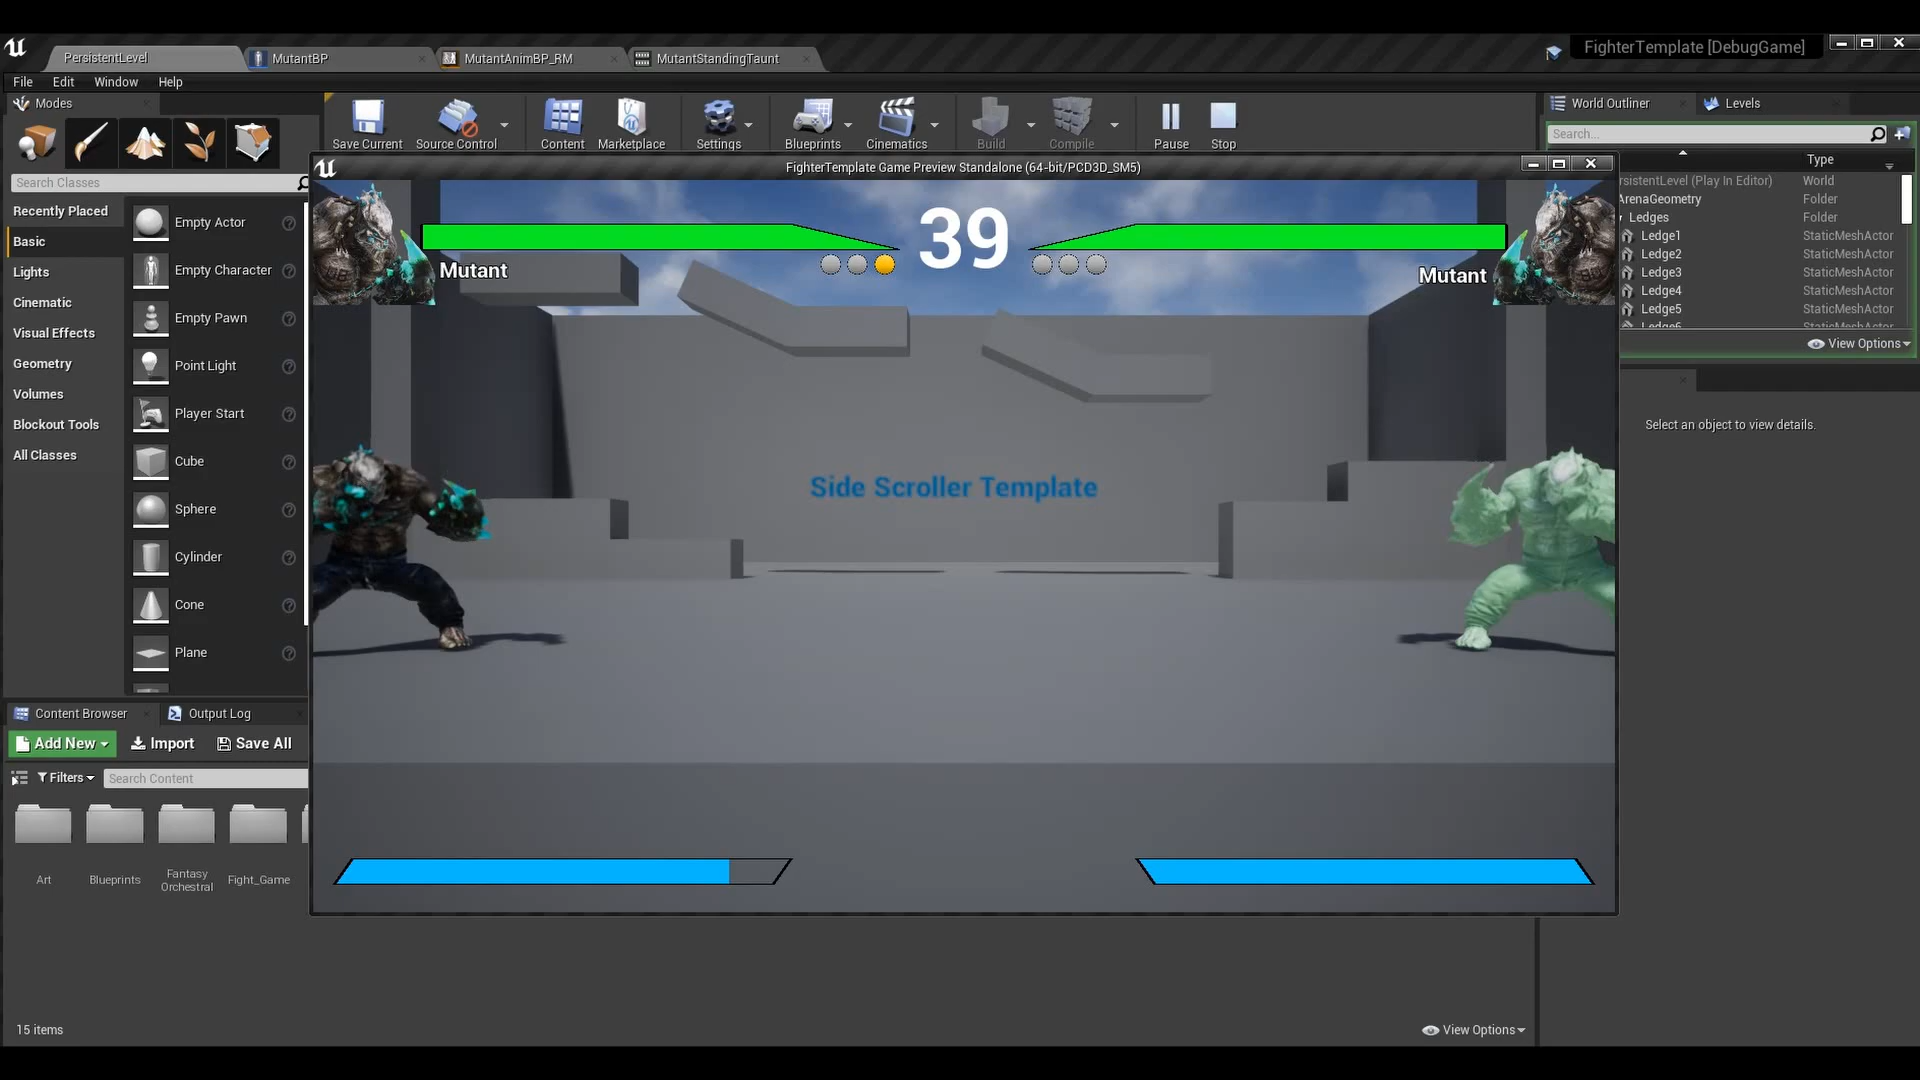 PersistentLevel
MutantBP
MutantAnimBP_RM
MutantStandingTaunt
FighterTemplate [DebugGame]
File Edit Window Help
Modes
Save Current
Source Control
Content
Marketplace
Settings
Blueprints
Cinematics
Build
Compile
Pause
Stop
World Outliner
Levels
Search...
Search Classes
Recently Placed
Basic
Lights
Cinematic
Visual Effects
Geometry
Volumes
Blockout Tools
All Classes
Empty Actor
Empty Character
Empty Pawn
Point Light
Player Start
Cube
Sphere
Cylinder
Cone
Plane
FighterTemplate Game Preview Standalone (64-bit/PCD3D_SM5)
39
Mutant
Mutant
Side Scroller Template
Type
rsistentLevel (Play In Editor) World
ArenaGeometry Folder
Ledges Folder
Ledge1 StaticMeshActor
Ledge2 StaticMeshActor
Ledge3 StaticMeshActor
Ledge4 StaticMeshActor
Ledge5 StaticMeshActor
Ledge6 StaticMeshActor
View Options
Select an object to view details.
Content Browser
Output Log
Add New
Import
Save All
Filters
Search Content
Art
Blueprints
Fantasy
Orchestral
Fight_Game
15 items
View Options